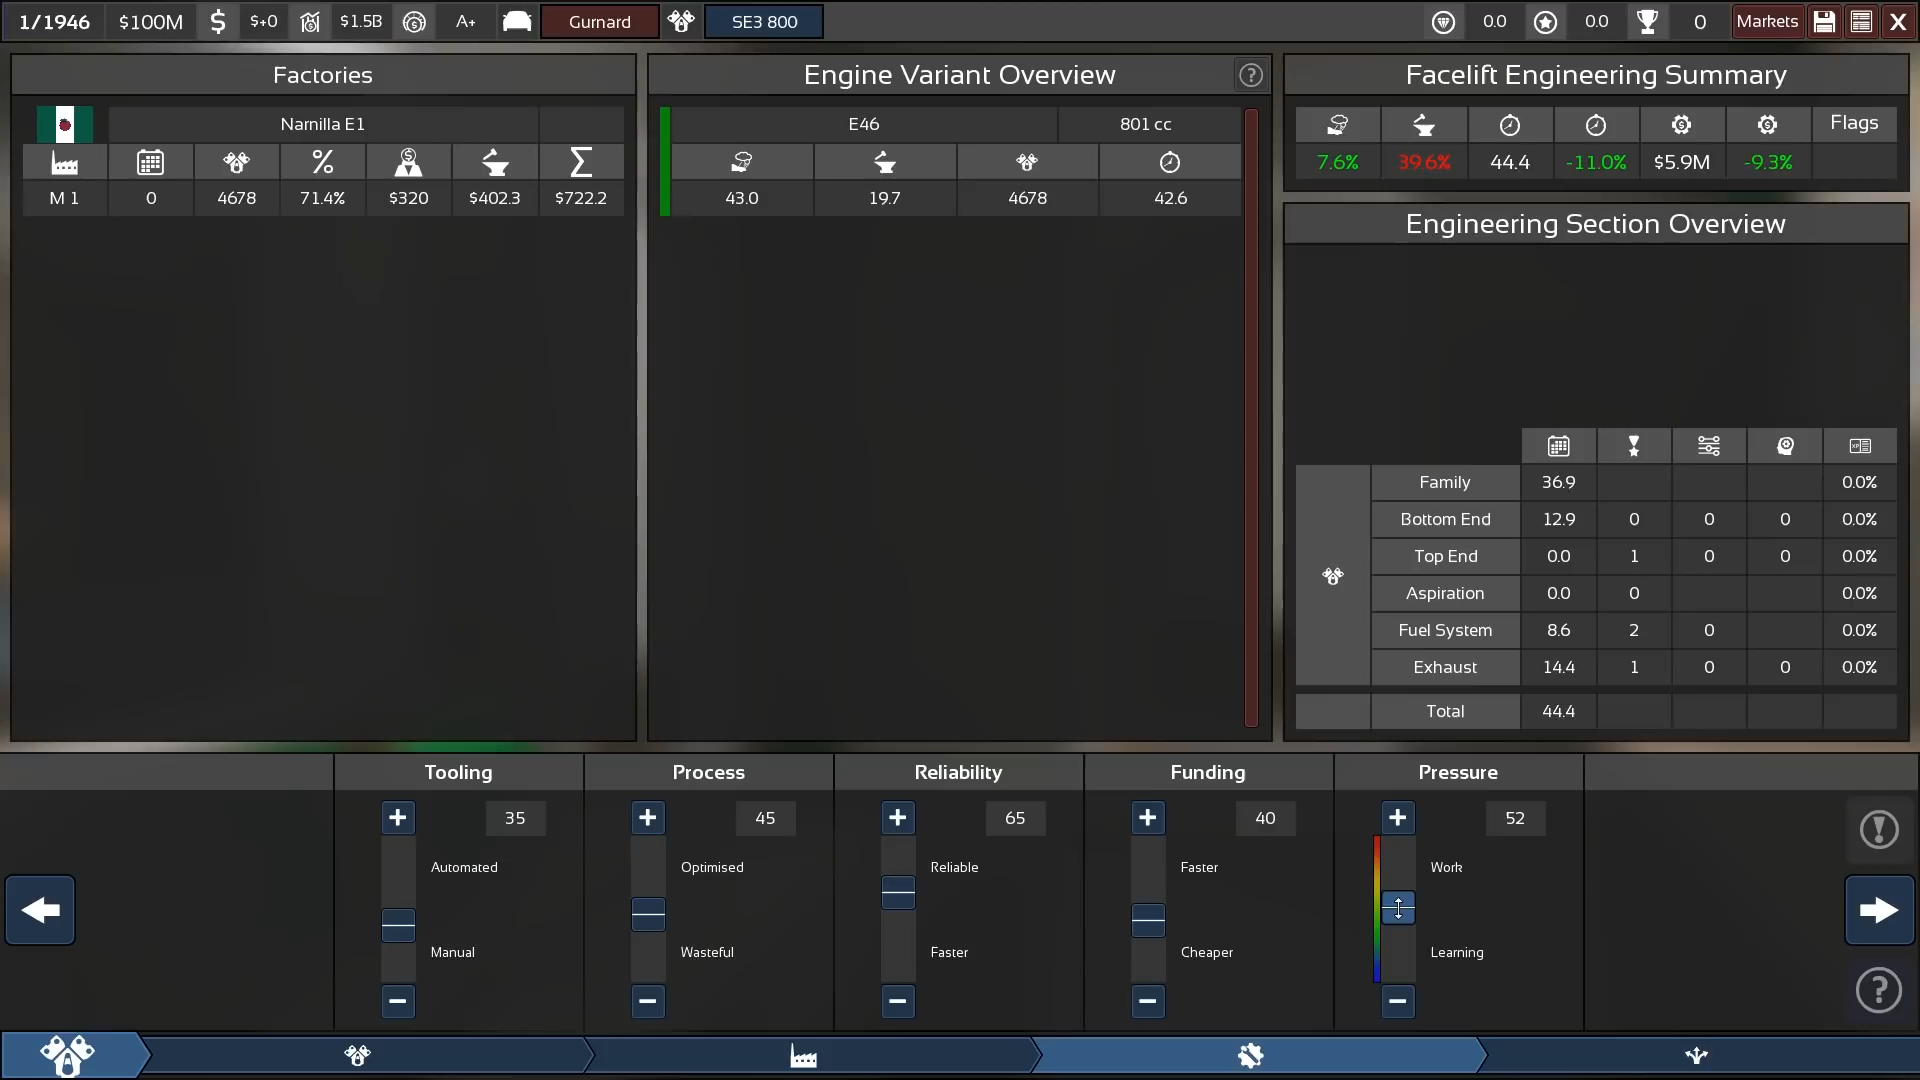 1/1946 $100M $+0 $1.5B A+ Gurnard SE3 800 0.0 0.0 0 Markets X
Factories
Narnilla E1
%
Σ
M 1 0 4678 71.4% $320 $402.3 $722.2
Engine Variant Overview ?
E46 801 cc
43.0 19.7 4678 42.6
Facelift Engineering Summary
Flags
7.6% 39.6% 44.4 -11.0% $5.9M -9.3%
Engineering Section Overview
Family 36.9 0.0%
Bottom End 12.9 0 0 0 0.0%
Top End 0.0 1 0 0 0.0%
Aspiration 0.0 0 0.0%
Fuel System 8.6 2 0 0.0%
Exhaust 14.4 1 0 0 0.0%
Total 44.4
Tooling
+ 35
Automated
Manual
−
Process
+ 45
Optimised
Wasteful
−
Reliability
+ 65
Reliable
Faster
−
Funding
+ 40
Faster
Cheaper
−
Pressure
+ 52
Work
Learning
−
!
?